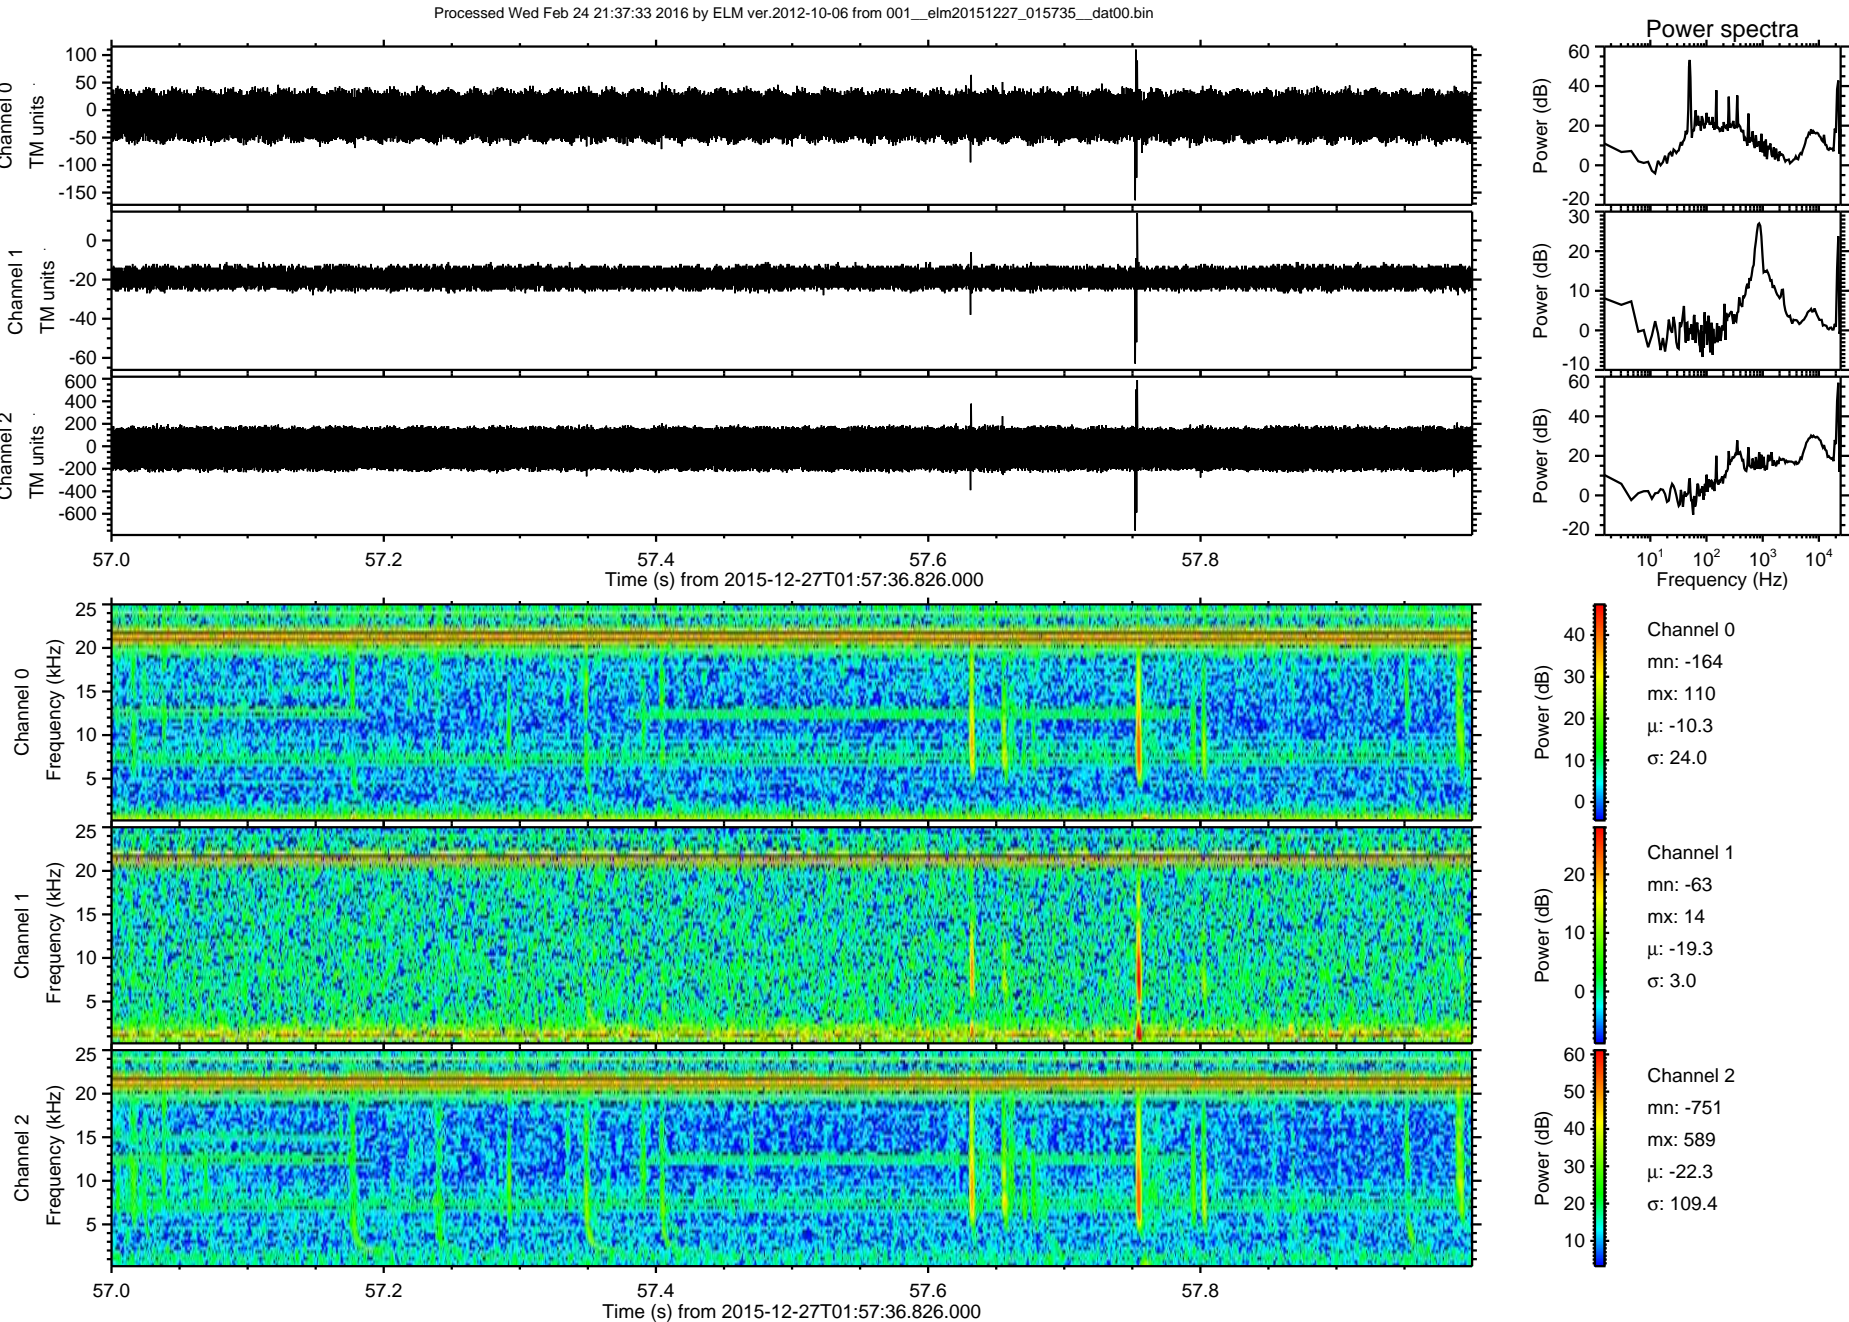 Processed Wed Feb 24 21:37:33 2016 by ELM ver.2012-10-06 from 001__elm20151227_015735__dat00.bin
Power spectra
Channel 0
TM units
100
50
0
-50
-100
-150
Power (dB)
60
40
20
0
-20
Channel 1
TM units
0
-20
-40
-60
Power (dB)
30
20
10
0
-10
Channel 2
TM units
600
400
200
0
-200
-400
-600
Power (dB)
60
40
20
0
-20
57.0 57.2 57.4 57.6 57.8
Time (s) from 2015-12-27T01:57:36.826.000
10^1 10^2 10^3 10^4
Frequency (Hz)
Channel 0
Frequency (kHz)
25
20
15
10
5
Power (dB)
40
30
20
10
0
Channel 0
mn: -164
mx: 110
μ: -10.3
σ: 24.0
Channel 1
Frequency (kHz)
25
20
15
10
5
Power (dB)
20
10
0
Channel 1
mn: -63
mx: 14
μ: -19.3
σ: 3.0
Channel 2
Frequency (kHz)
25
20
15
10
5
Power (dB)
60
50
40
30
20
10
Channel 2
mn: -751
mx: 589
μ: -22.3
σ: 109.4
57.0 57.2 57.4 57.6 57.8
Time (s) from 2015-12-27T01:57:36.826.000